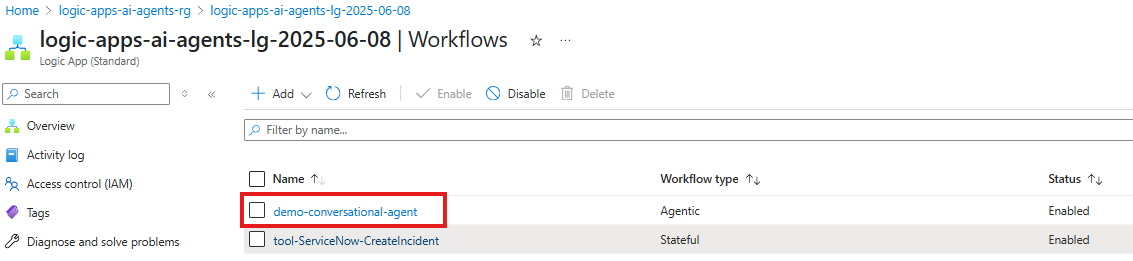 Home > logic-apps-ai-agents-rg > logic-apps-ai-agents-lg-2025-06-08
logic-apps-ai-agents-lg-2025-06-08 | Workflows
Logic App (Standard)
Search
Add Refresh Enable Disable Delete
Overview
Filter by name...
Activity log
Name Workflow type Status
Access control (IAM)
demo-conversational-agent Agentic Enabled
Tags
tool-ServiceNow-CreateIncident Stateful Enabled
Diagnose and solve problems